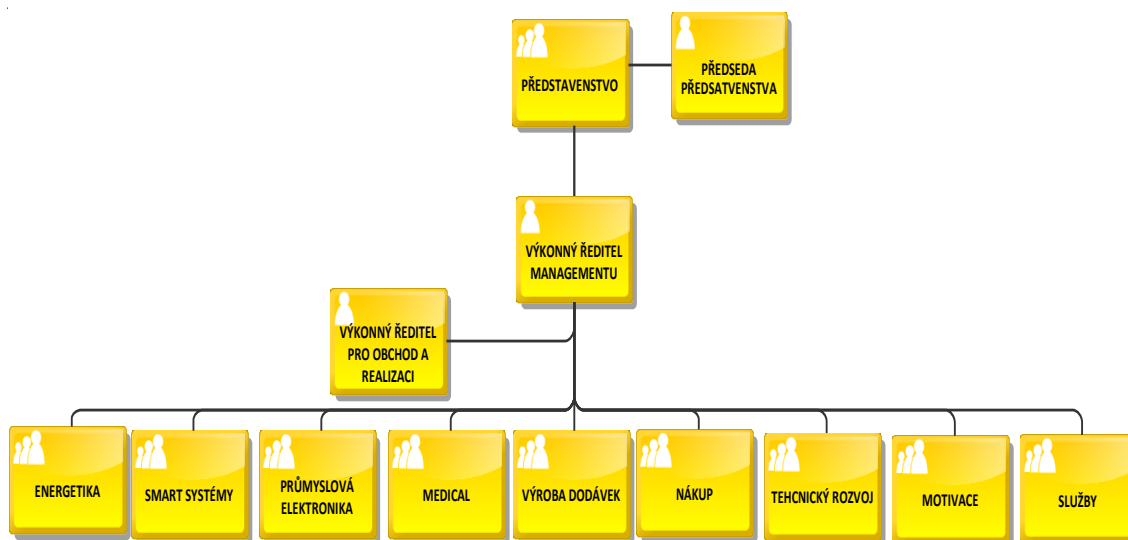 PŘEDSTAVENSTVO
PŘEDSEDA
PŘEDSATVENSTVA
VÝKONNÝ ŘEDITEL
MANAGEMENTU
VÝKONNÝ ŘEDITEL
PRO OBCHOD A
REALIZACI
ENERGETIKA
SMART SYSTÉMY
PRŮMYSLOVÁ
ELEKTRONIKA
MEDICAL
VÝROBA DODÁVEK
NÁKUP
TEHCNICKÝ ROZVOJ
MOTIVACE
SLUŽBY